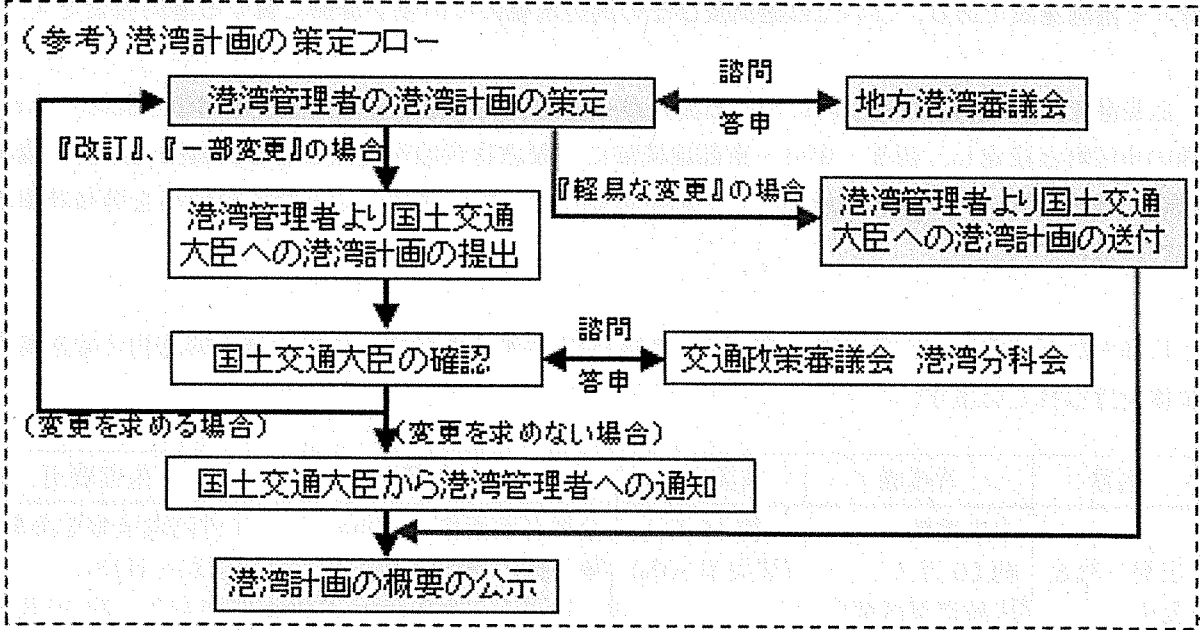 (参考)港湾計画の策定フロー
港湾管理者の港湾計画の策定
諮問
答申
地方港湾審議会
『改訂』、『一部変更』の場合
『軽易な変更』の場合
港湾管理者より国土交通
大臣への港湾計画の提出
港湾管理者より国土交通
大臣への港湾計画の送付
国土交通大臣の確認
諮問
答申
交通政策審議会 港湾分科会
(変更を求める場合)
(変更を求めない場合)
国土交通大臣から港湾管理者への通知
港湾計画の概要の公示